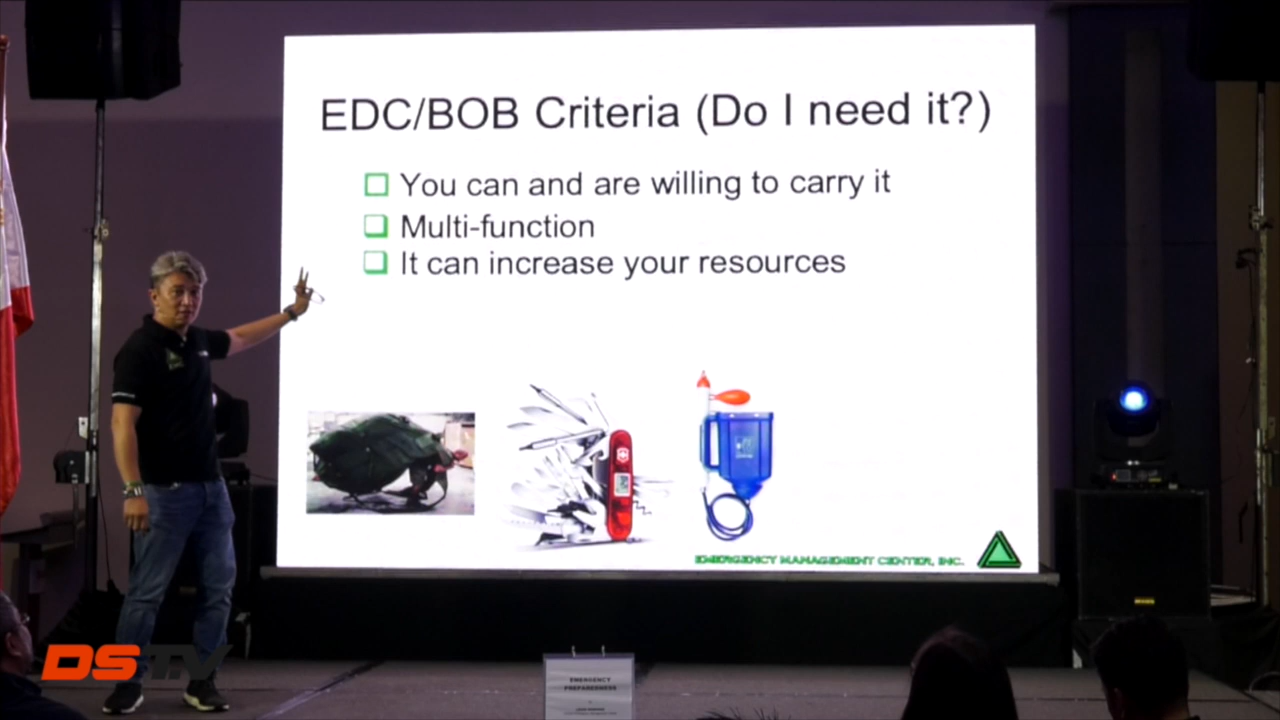 EDC/BOB Criteria (Do I need it?)
You can and are willing to carry it
Multi-function
It can increase your resources
EMERGENCY MANAGEMENT CENTER, INC.
DSTV
EMERGENCY
PREPAREDNESS